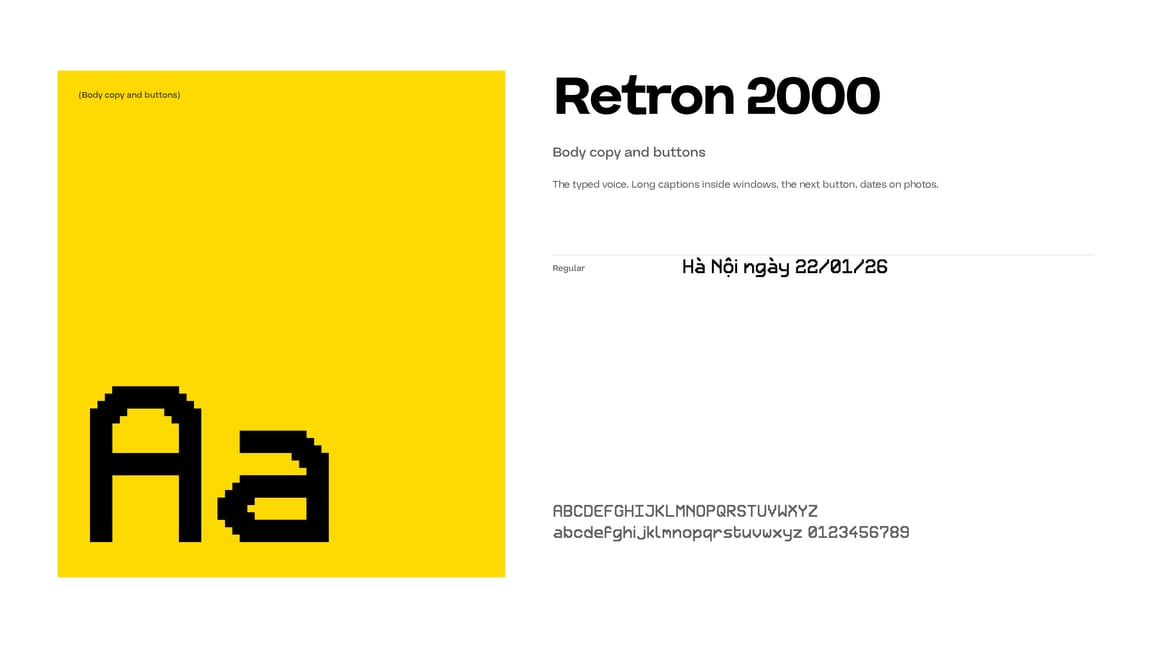 (Body copy and buttons)
Aa
Retron 2000
Body copy and buttons
The typed voice. Long captions inside windows, the next button, dates on photos.
Regular
Hà Nội ngày 22/01/26
ABCDEFGHIJKLMNOPQRSTUVWXYZ
abcdefghijklmnopqrstuvwxyz 0123456789